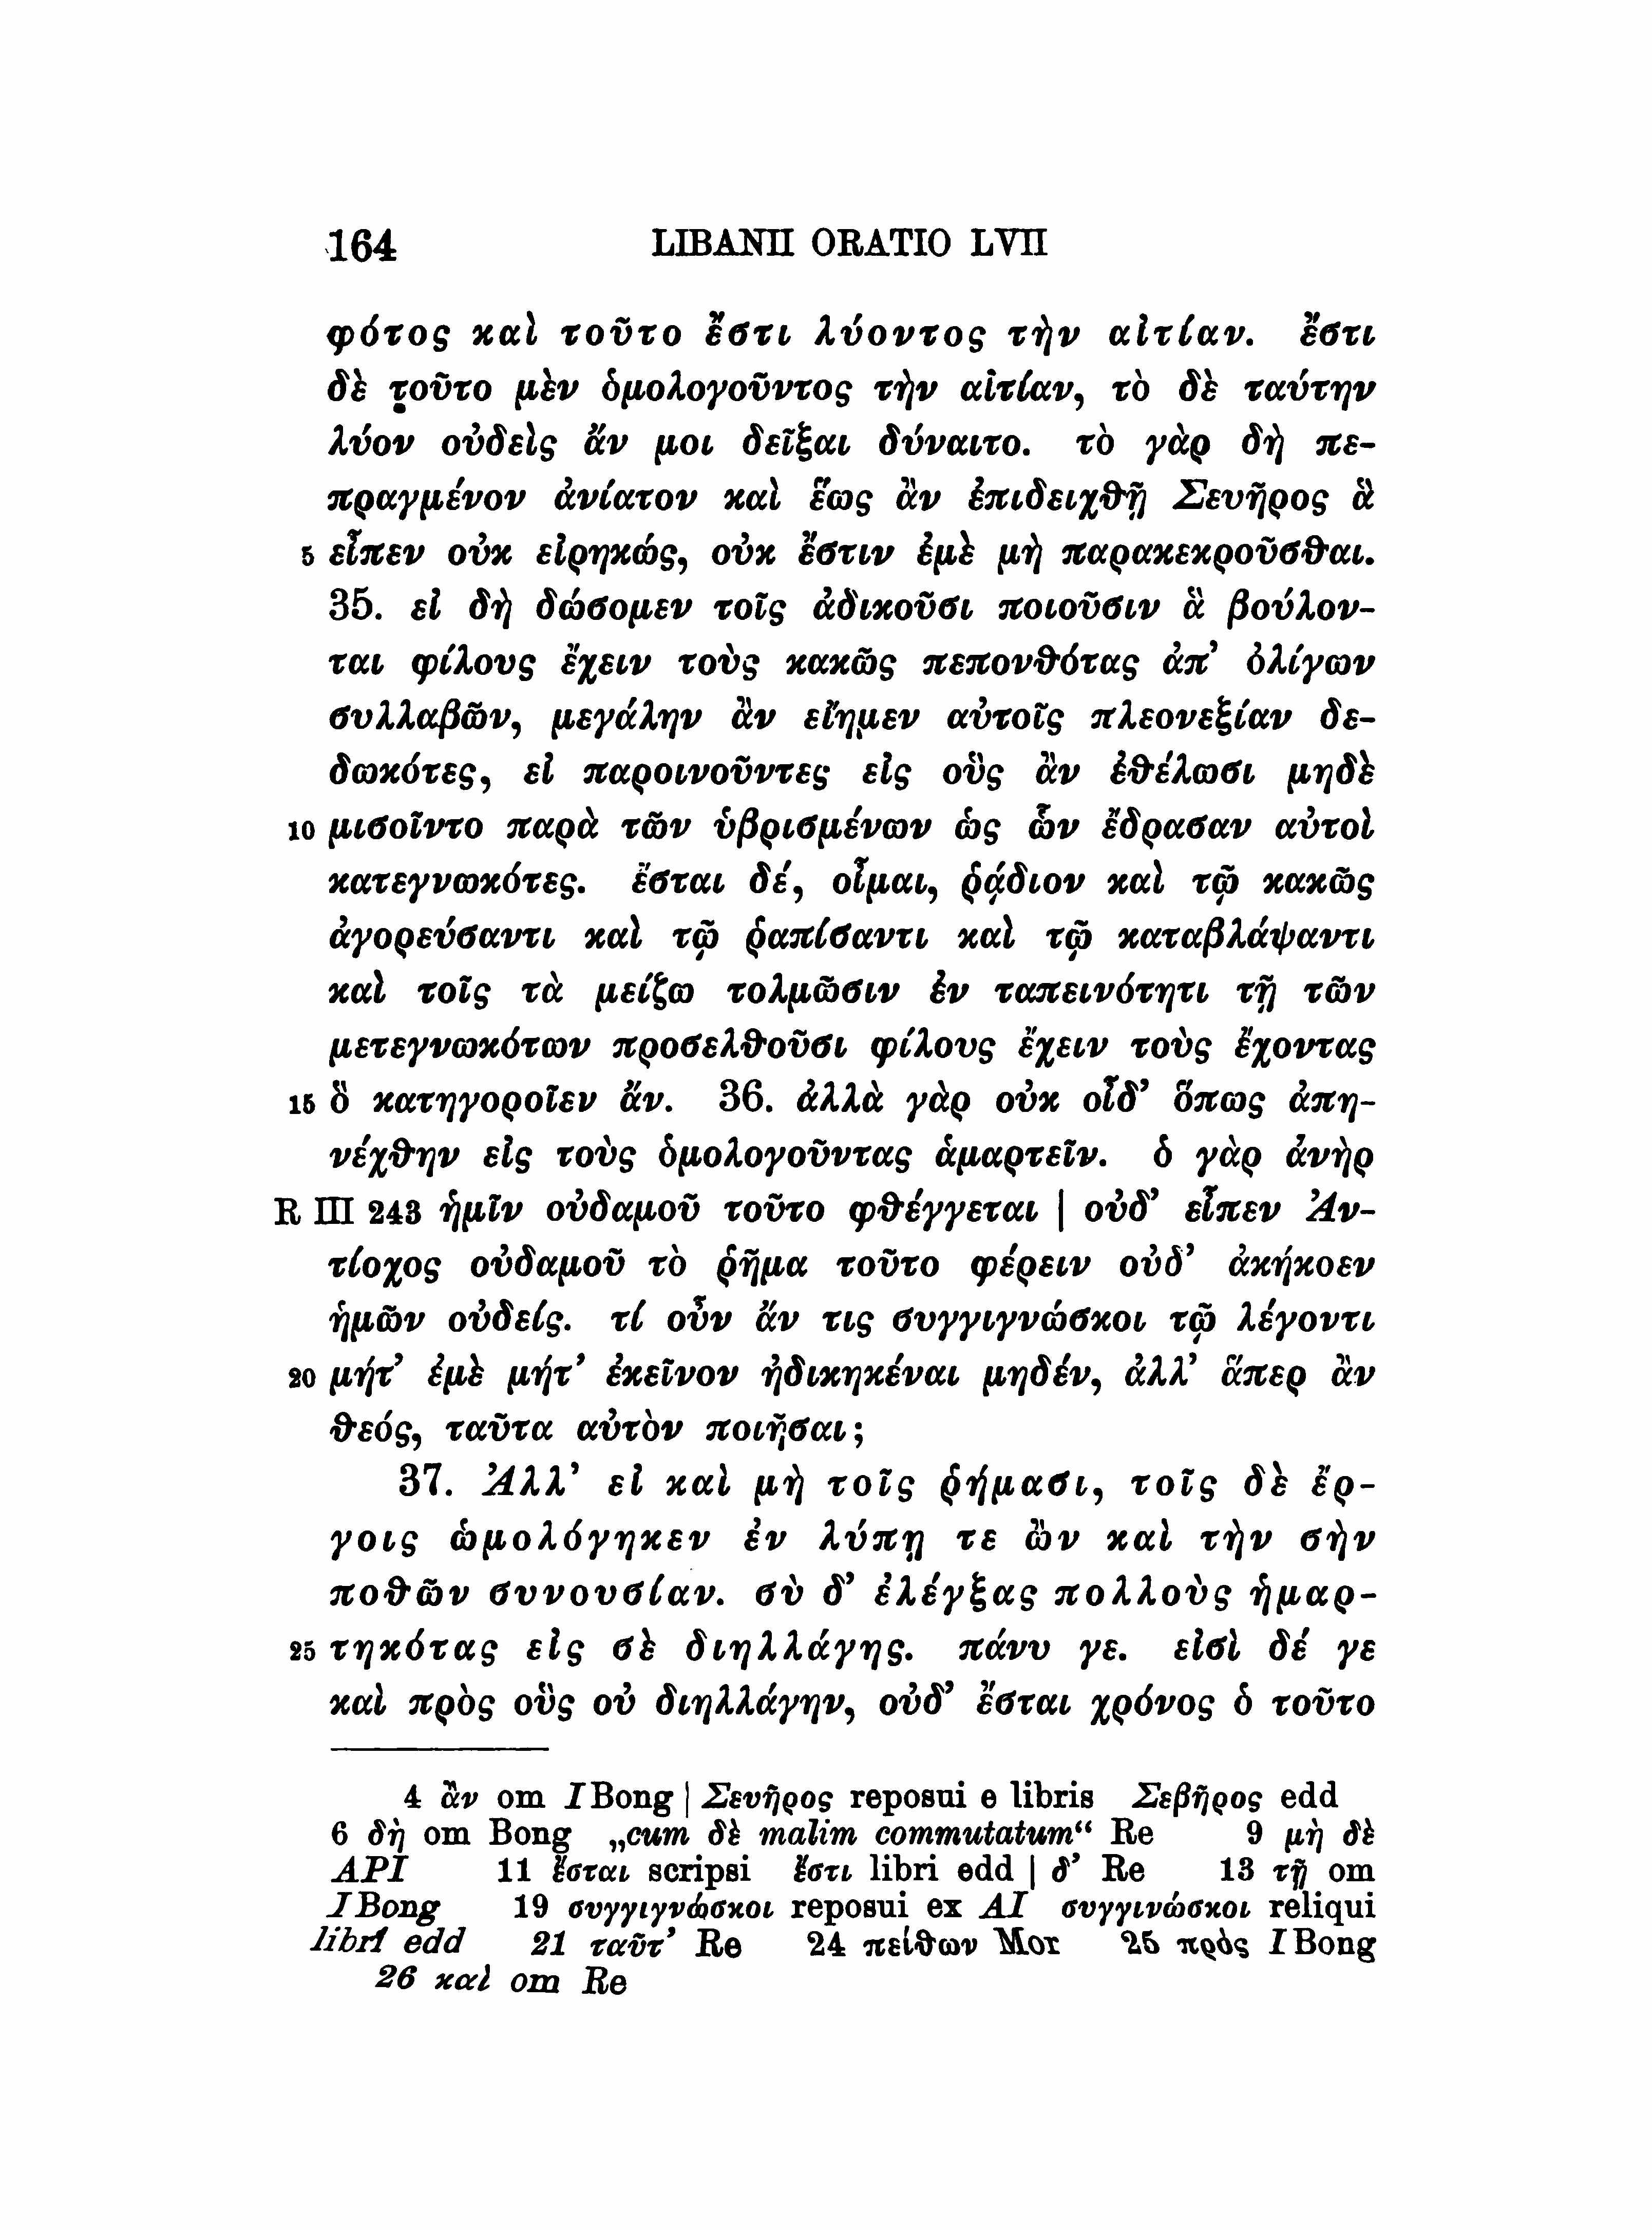 164 LIBANII ORATIO LVII
φότος καὶ τοῦτο ἔστι λύοντος τὴν αἰτίαν. ἔστι
δὲ τοῦτο μὲν ὁμολογοῦντος τὴν αἰτίαν, τὸ δὲ ταύτην
λύον οὐδεὶς ἄν μοι δεῖξαι δύναιτο. τὸ γὰρ δὴ πε-
πραγμένον ἀνίατον καὶ ἕως ἂν ἐπιδειχθῇ Σευῆρος ἃ
5 εἶπεν οὐκ εἰρηκώς, οὐκ ἔστιν ἐμὲ μὴ παρακεκροῦσθαι.
35. εἰ δὴ δώσομεν τοῖς ἀδικοῦσι ποιοῦσιν ἃ βούλον-
ται φίλους ἔχειν τοὺς κακῶς πεπονθότας ἀπ’ ὀλίγων
συλλαβῶν, μεγάλην ἂν εἴημεν αὐτοῖς πλεονεξίαν δε-
δωκότες, εἰ παροινοῦντες εἰς οὓς ἂν ἐθέλωσι μηδὲ
10 μισοῖντο παρὰ τῶν ὑβρισμένων ὡς ὧν ἔδρασαν αὐτοὶ
κατεγνωκότες. ἔσται δέ, οἶμαι, ῥᾴδιον καὶ τῷ κακῶς
ἀγορεύσαντι καὶ τῷ ῥαπίσαντι καὶ τῷ καταβλάψαντι
καὶ τοῖς τὰ μείζω τολμῶσιν ἐν ταπεινότητι τῇ τῶν
μετεγνωκότων προσελθοῦσι φίλους ἔχειν τοὺς ἔχοντας
15 ὃ κατηγοροῖεν ἄν. 36. ἀλλὰ γὰρ οὐκ οἶδ’ ὅπως ἀπη-
νέχθην εἰς τοὺς ὁμολογοῦντας ἁμαρτεῖν. ὁ γὰρ ἀνὴρ
R III 243 ἡμῖν οὐδαμοῦ τοῦτο φθέγγεται | οὐδ’ εἶπεν Ἀν-
τίοχος οὐδαμοῦ τὸ ῥῆμα τοῦτο φέρειν οὐδ’ ἀκήκοεν
ἡμῶν οὐδείς. τί οὖν ἄν τις συγγιγνώσκοι τῷ λέγοντι
20 μήτ’ ἐμὲ μήτ’ ἐκεῖνον ἠδικηκέναι μηδέν, ἀλλ’ ἅπερ ἂν
θεός, ταῦτα αὐτὸν ποιῆσαι;
37. Ἀλλ’ εἰ καὶ μὴ τοῖς ῥήμασι, τοῖς δὲ ἔρ-
γοις ὡμολόγηκεν ἐν λύπῃ τε ὢν καὶ τὴν σὴν
ποθῶν συνουσίαν. σὺ δ’ ἐλέγξας πολλοὺς ἡμαρ-
25 τηκότας εἰς σὲ διηλλάγης. πάνυ γε. εἰσὶ δέ γε
καὶ πρὸς οὓς οὐ διηλλάγην, οὐδ’ ἔσται χρόνος ὁ τοῦτο
4 ἂν om I Bong | Σευῆρος reposui e libris Σεβῆρος edd
6 δὴ om Bong „cum δὲ malim commutatum“ Re 9 μὴ δὲ
API 11 ἔσται scripsi ἔστι libri edd | δ’ Re 13 τῇ om
I Bong 19 συγγιγνώσκοι reposui ex AI συγγινώσκοι reliqui
libri edd 21 ταῦτ’ Re 24 πείθων Mor 25 πρὸς I Bong
26 καὶ om Re